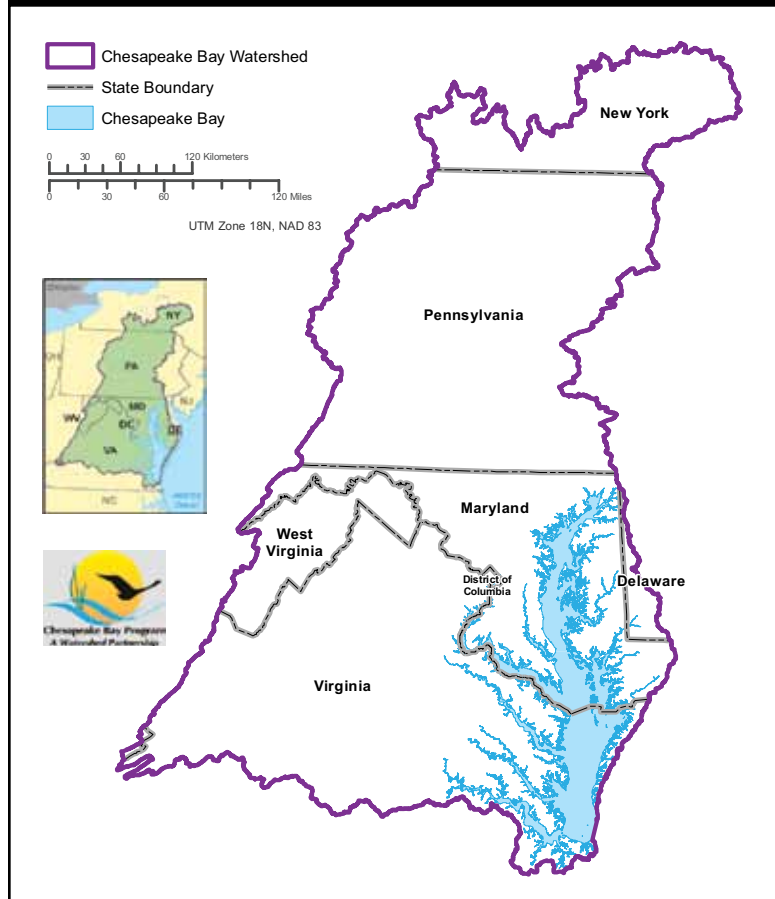 Chesapeake Bay Watershed
State Boundary
Chesapeake Bay
0 30 60 120 Kilometers
0 30 60 120 Miles
UTM Zone 18N, NAD 83
New York
Pennsylvania
NY
PA
OH
NJ
WV
MD
DC
DE
VA
NC
Maryland
West
Virginia
District of
Columbia
Delaware
Virginia
Chesapeake Bay Program
A Watershed Partnership